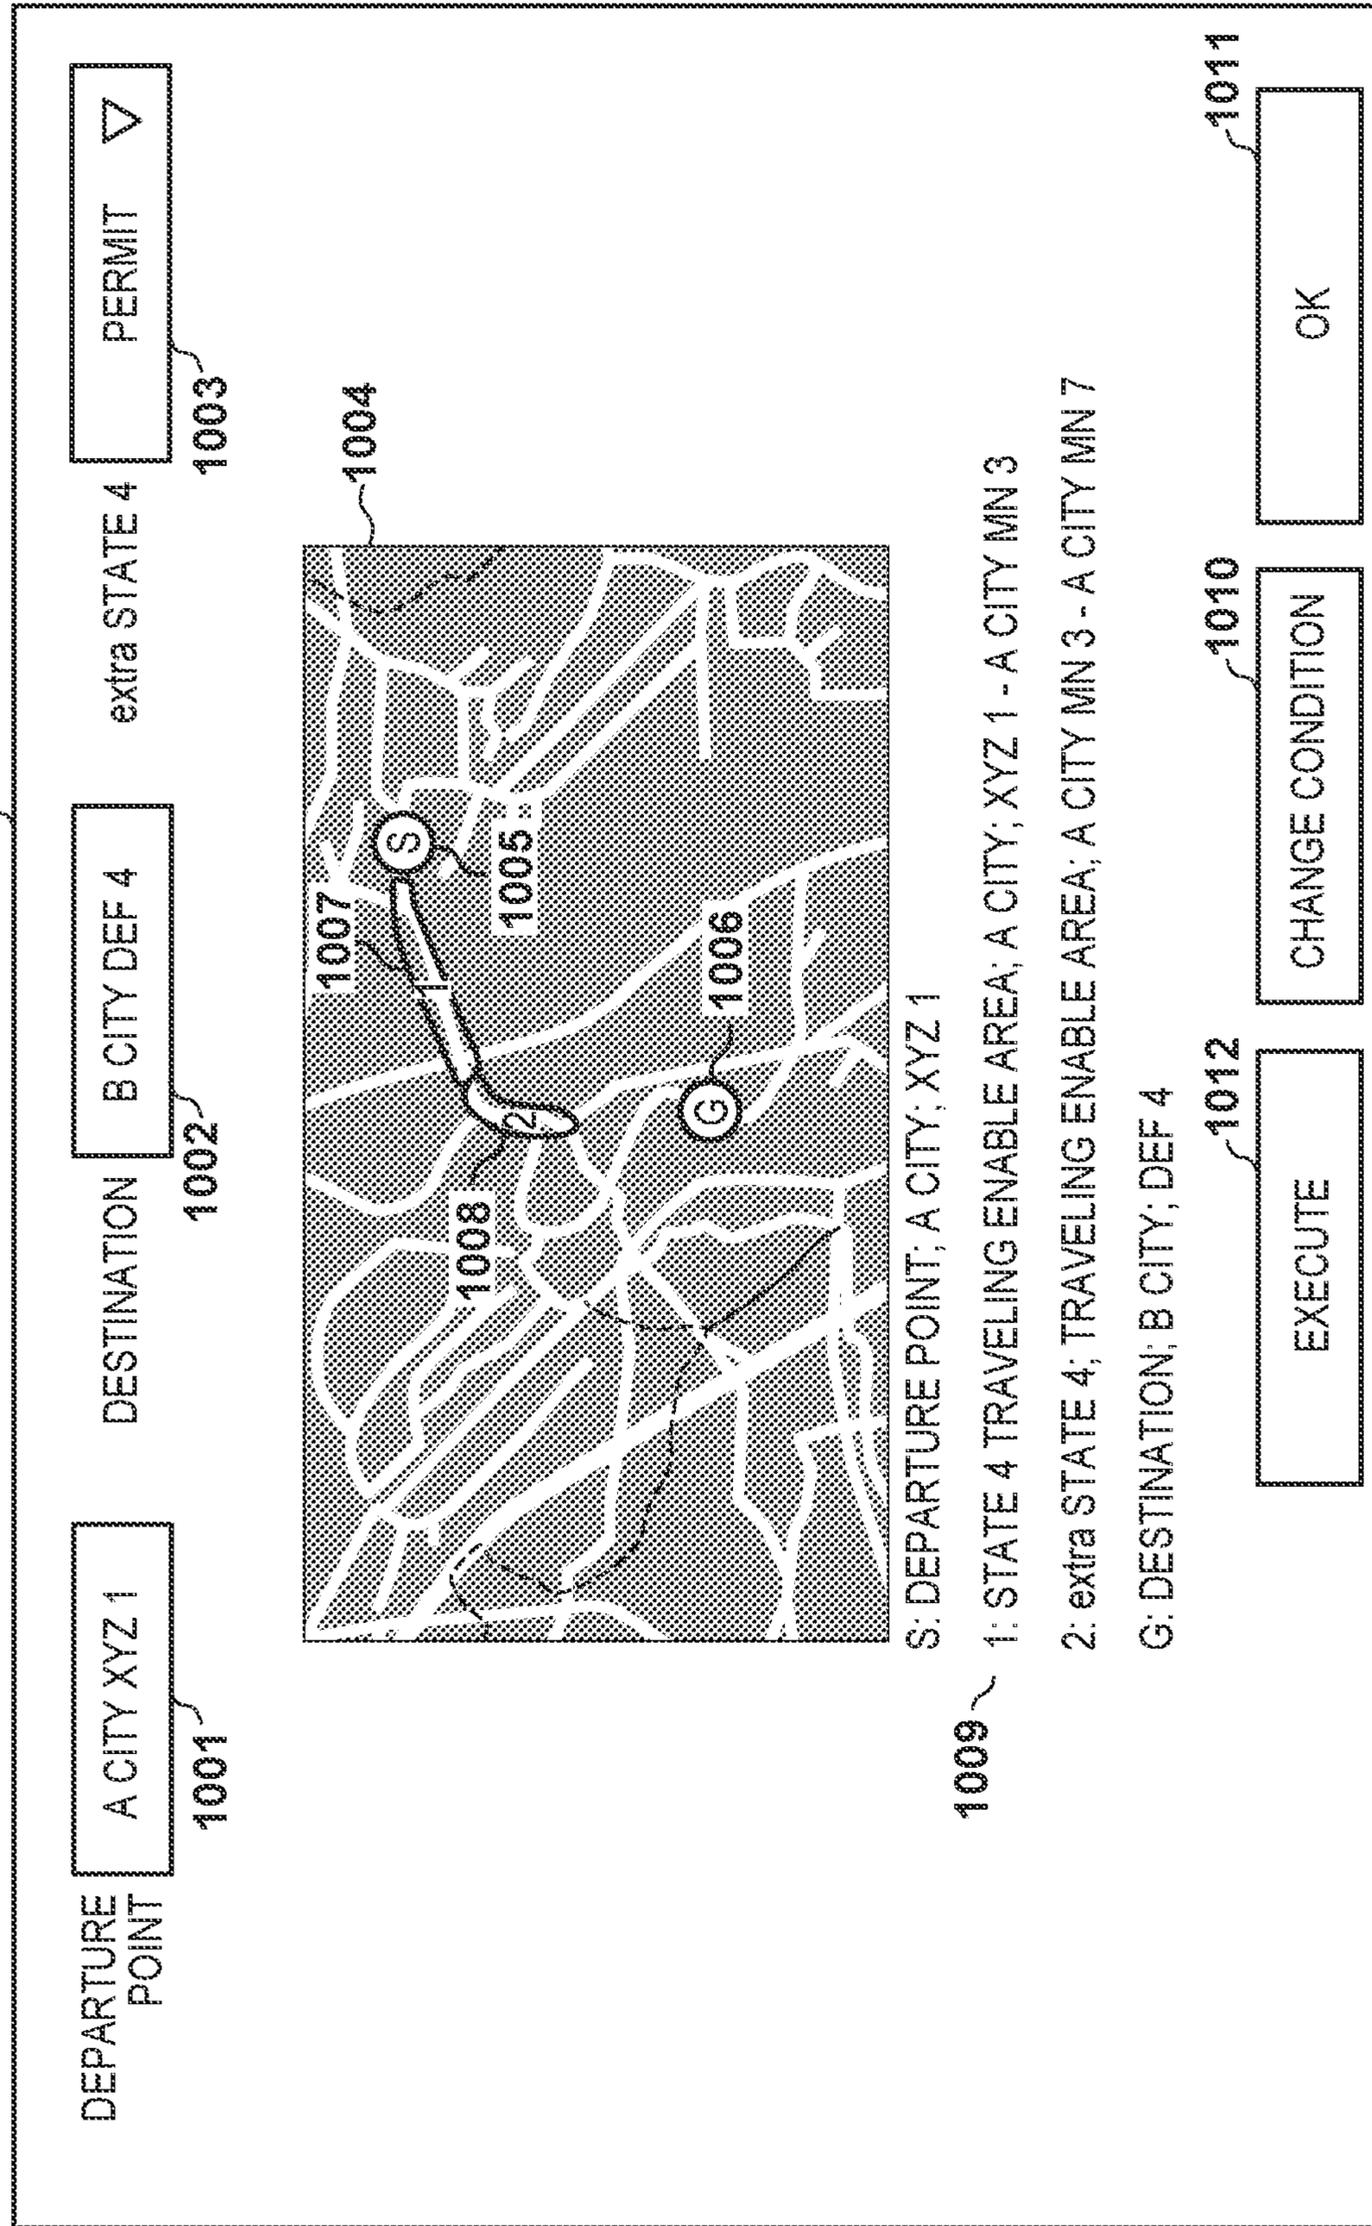 DEPARTURE
POINT
A CITY XYZ 1
1001
DESTINATION
B CITY DEF 4
1002
extra STATE 4
PERMIT ▽
1003
1004
1007
1
S
1005
2
1008
G
1006
1009
S: DEPARTURE POINT; A CITY; XYZ 1
1: STATE 4 TRAVELING ENABLE AREA; A CITY; XYZ 1 - A CITY MN 3
2: extra STATE 4; TRAVELING ENABLE AREA; A CITY MN 3 - A CITY MN 7
G: DESTINATION; B CITY; DEF 4
1012
EXECUTE
1010
CHANGE CONDITION
1011
OK